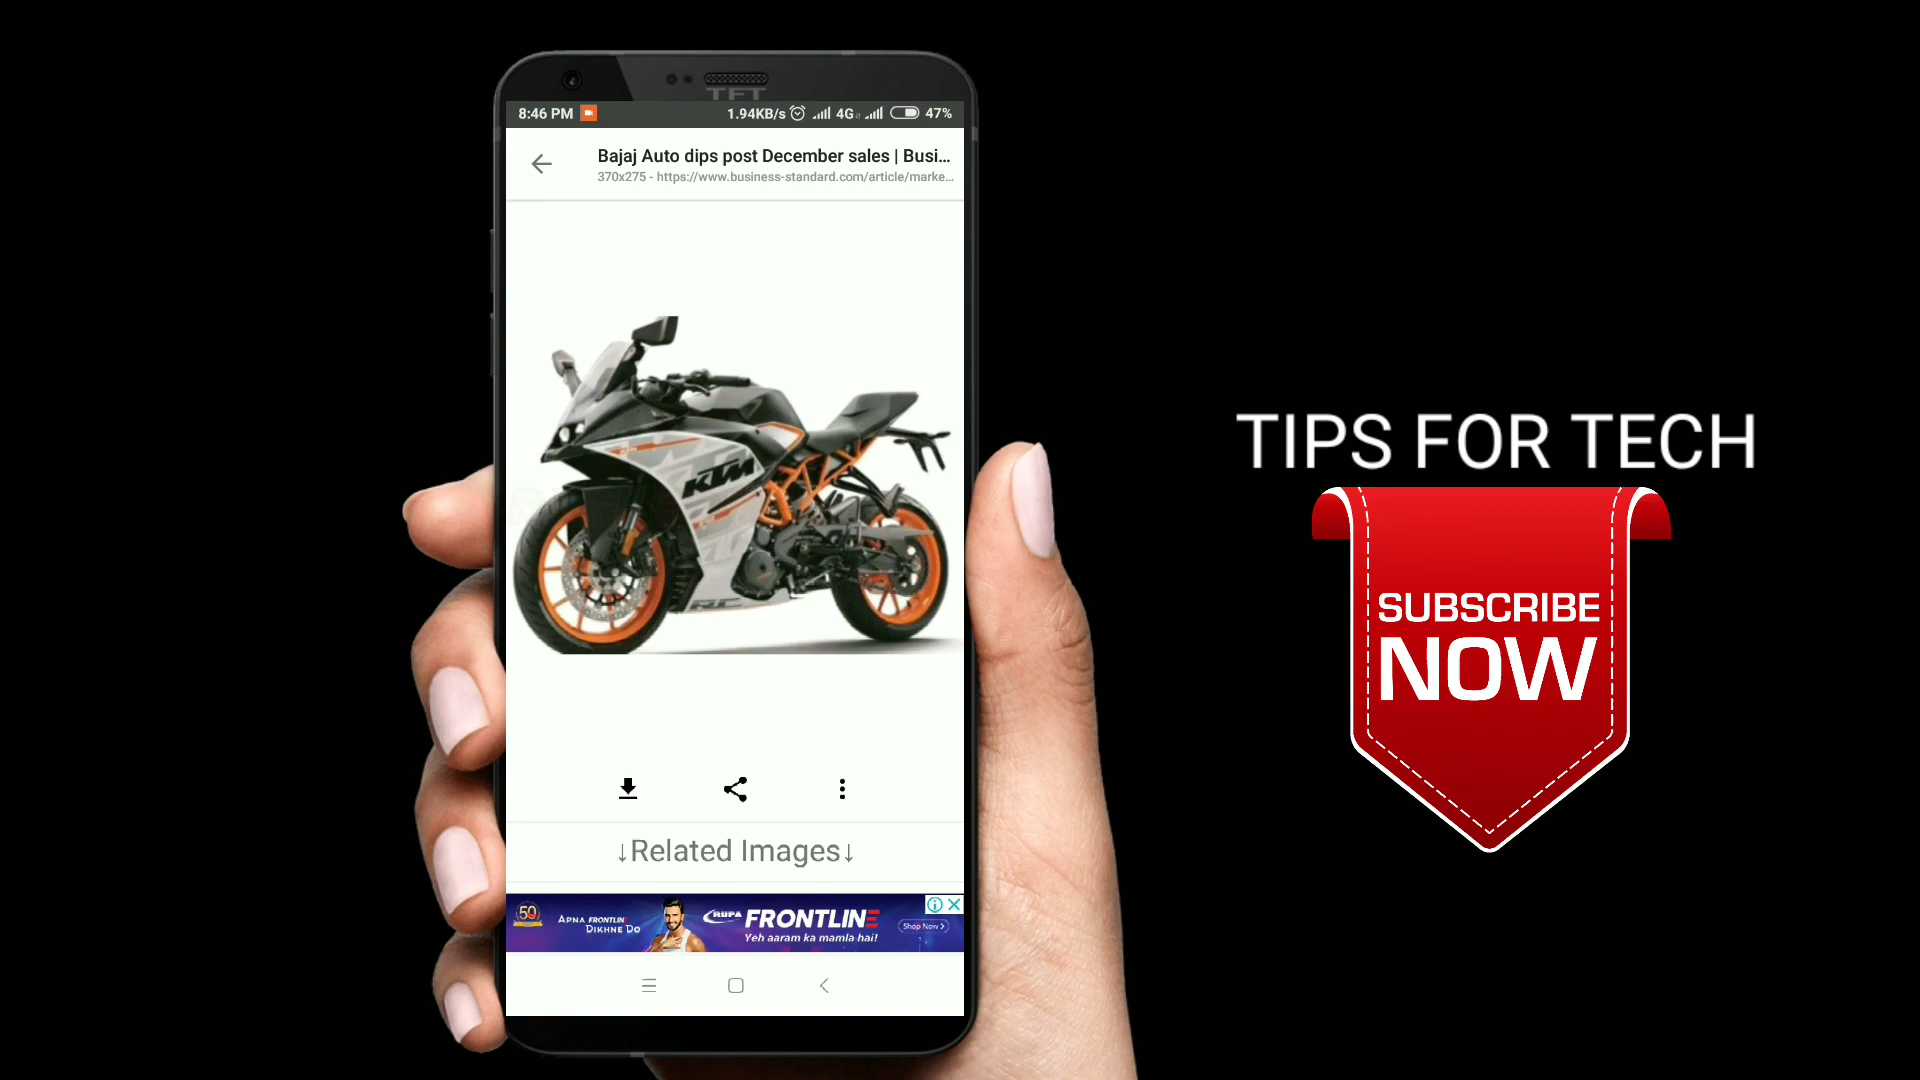 TFT
8:46 PM
1.94KB/s 4G 47%
Bajaj Auto dips post December sales | Busi...
370x275 - https://www.business-standard.com/article/marke...
KTM
RC
↓Related Images↓
50
APNA FRONTLINE
DIKHNE DO
RUPA FRONTLINE
Yeh aaram ka mamla hai!
Shop Now
TIPS FOR TECH
SUBSCRIBE
NOW